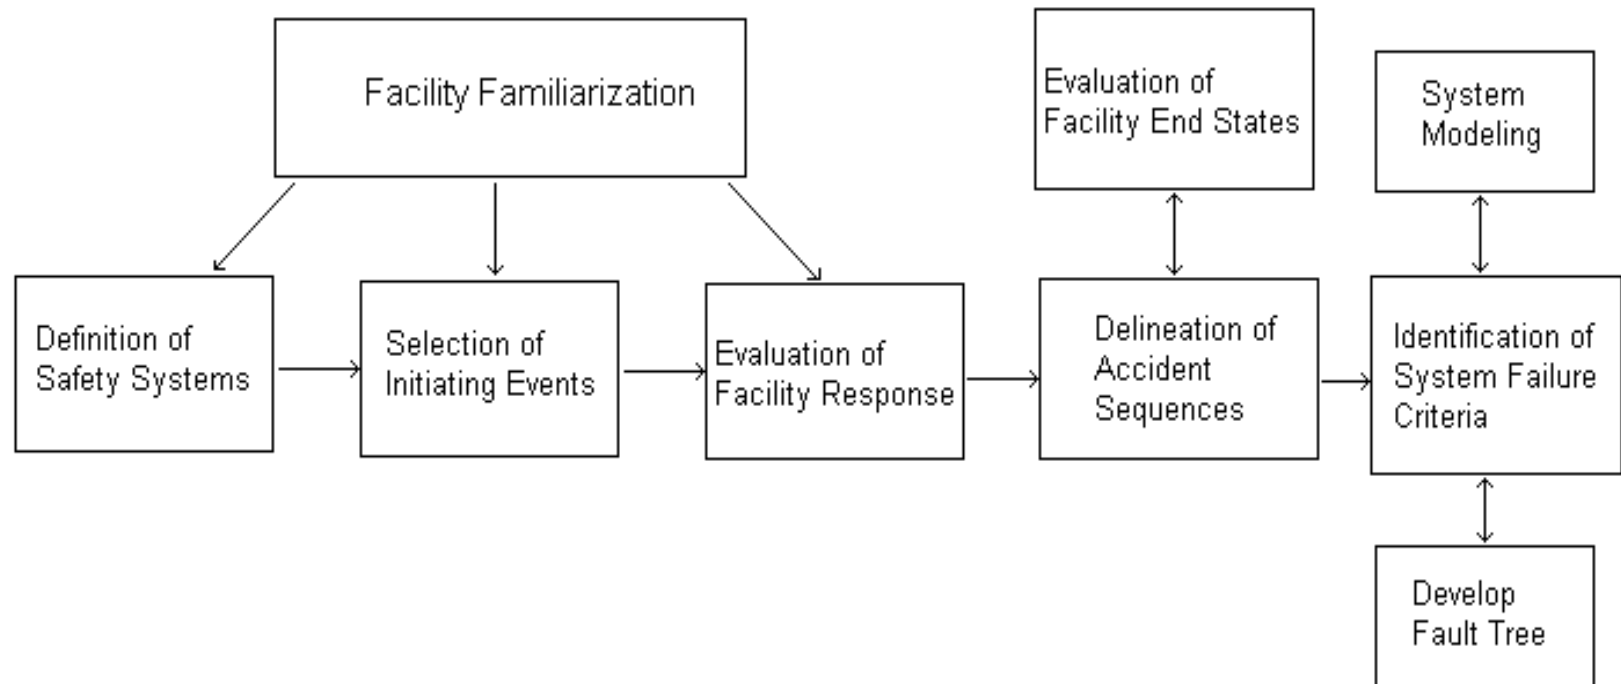 Facility Familiarization
Evaluation of
Facility End States
System
Modeling
Definition of
Safety Systems
Selection of
Initiating Events
Evaluation of
Facility Response
Delineation of
Accident
Sequences
Identification of
System Failure
Criteria
Develop
Fault Tree